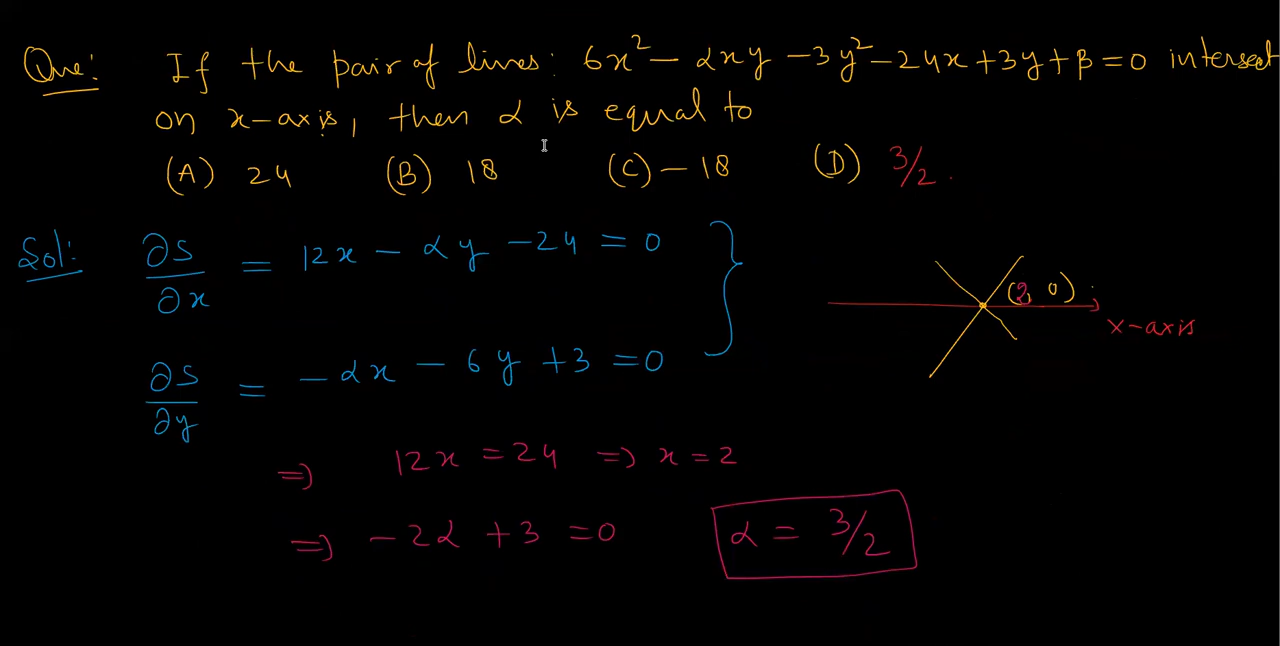 Que: If the pair of lines: 6x² - αxy - 3y² - 24x + 3y + β = 0 intersect
on x-axis, then α is equal to
(A) 24 (B) 18 (C) -18 (D) 3/2.
Sol: ∂S/∂x = 12x - αy - 24 = 0
(2, 0)
x-axis
∂S/∂y = -αx - 6y + 3 = 0
⇒ 12x = 24 ⇒ x = 2
⇒ -2α + 3 = 0 α = 3/2